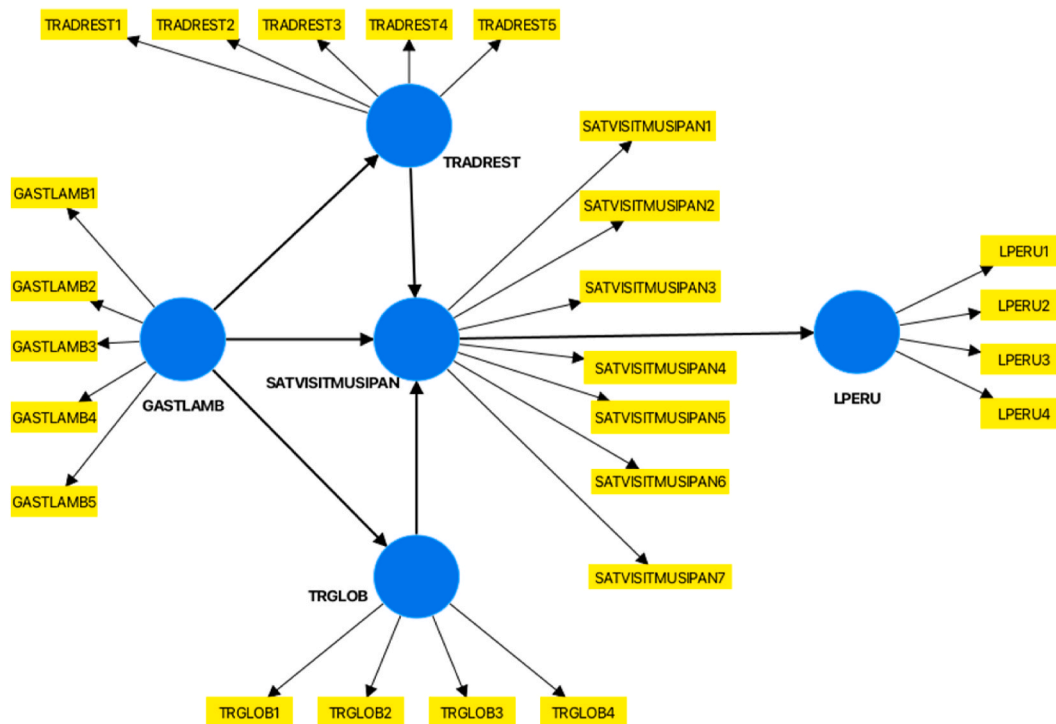 TRADREST1
TRADREST2
TRADREST3
TRADREST4
TRADREST5
TRADREST
SATVISITMUSIPAN1
SATVISITMUSIPAN2
SATVISITMUSIPAN3
SATVISITMUSIPAN4
SATVISITMUSIPAN5
SATVISITMUSIPAN6
SATVISITMUSIPAN7
GASTLAMB1
GASTLAMB2
GASTLAMB3
GASTLAMB4
GASTLAMB5
GASTLAMB
SATVISITMUSIPAN
LPERU1
LPERU2
LPERU3
LPERU4
LPERU
TRGLOB
TRGLOB1
TRGLOB2
TRGLOB3
TRGLOB4